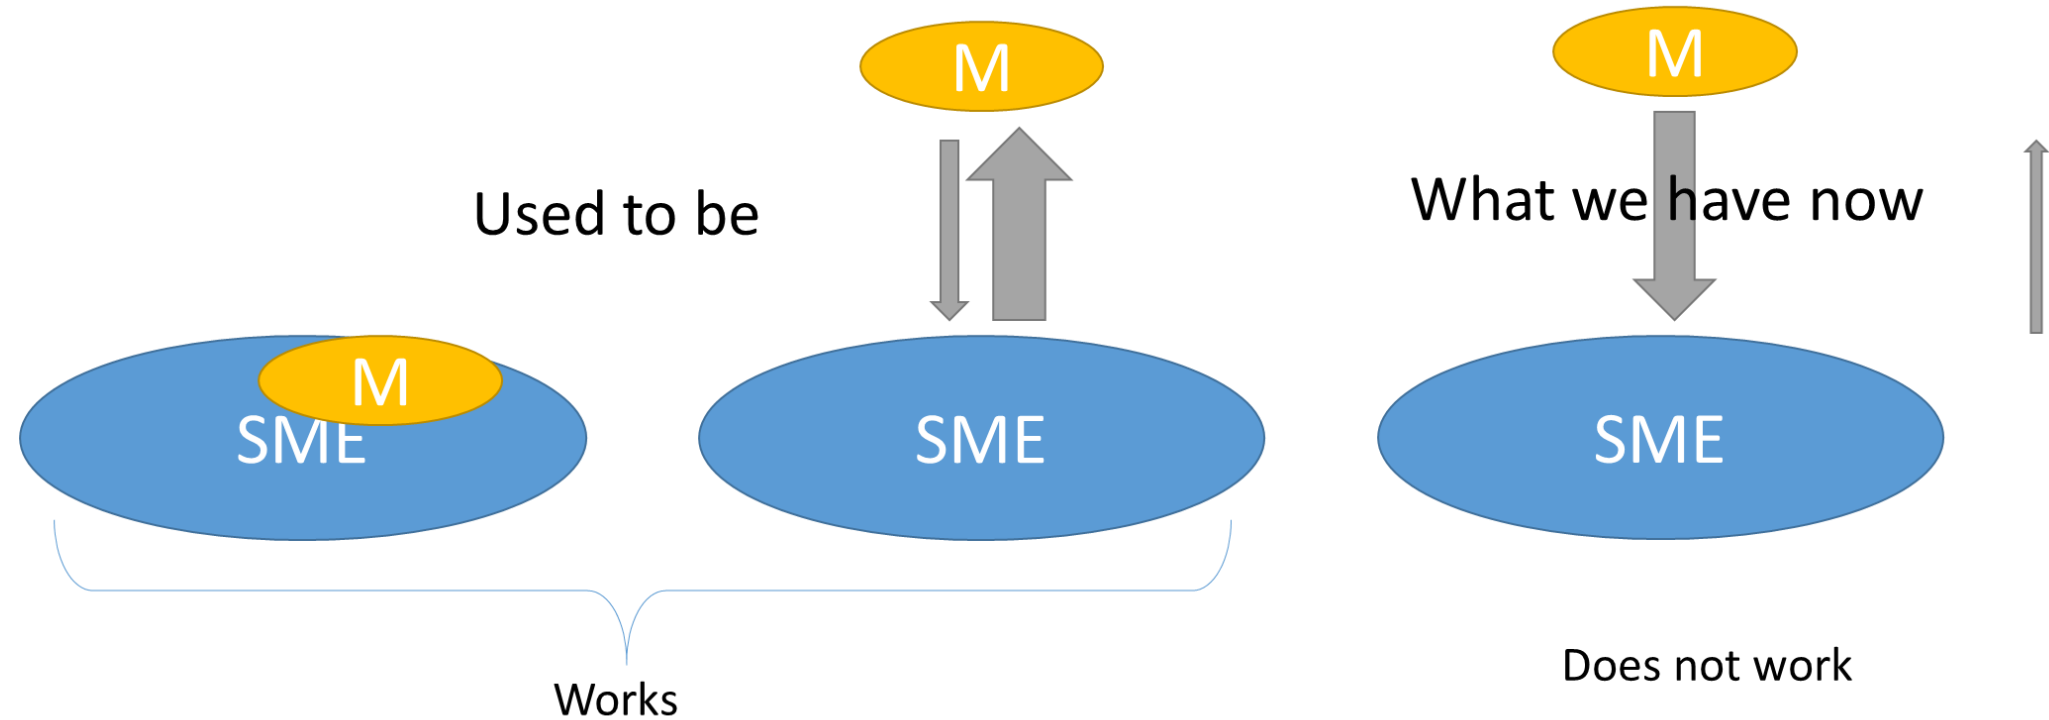 M
M
Used to be
What we have now
M
SME
SME
SME
Does not work
Works